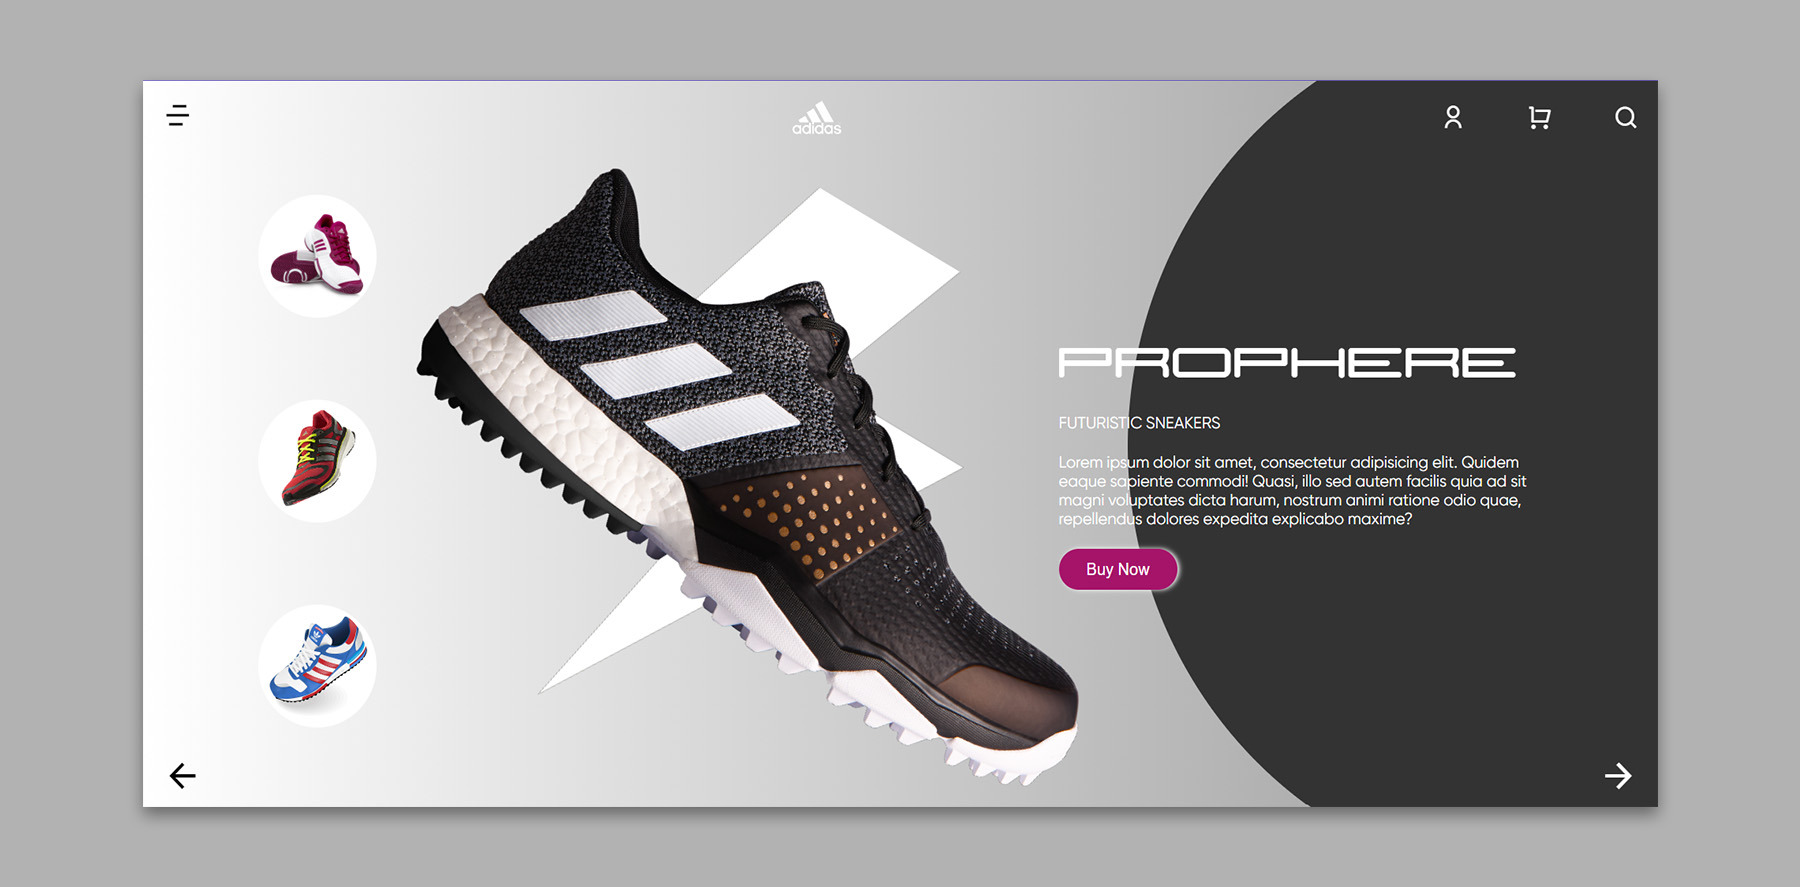 adidas
PROPHERE
FUTURISTIC SNEAKERS
Lorem ipsum dolor sit amet, consectetur adipisicing elit. Quidem
eaque sapiente commodi! Quasi, illo sed autem facilis quia ad sit
magni voluptates dicta harum, nostrum animi ratione odio quae,
repellendus dolores expedita explicabo maxime?
Buy Now